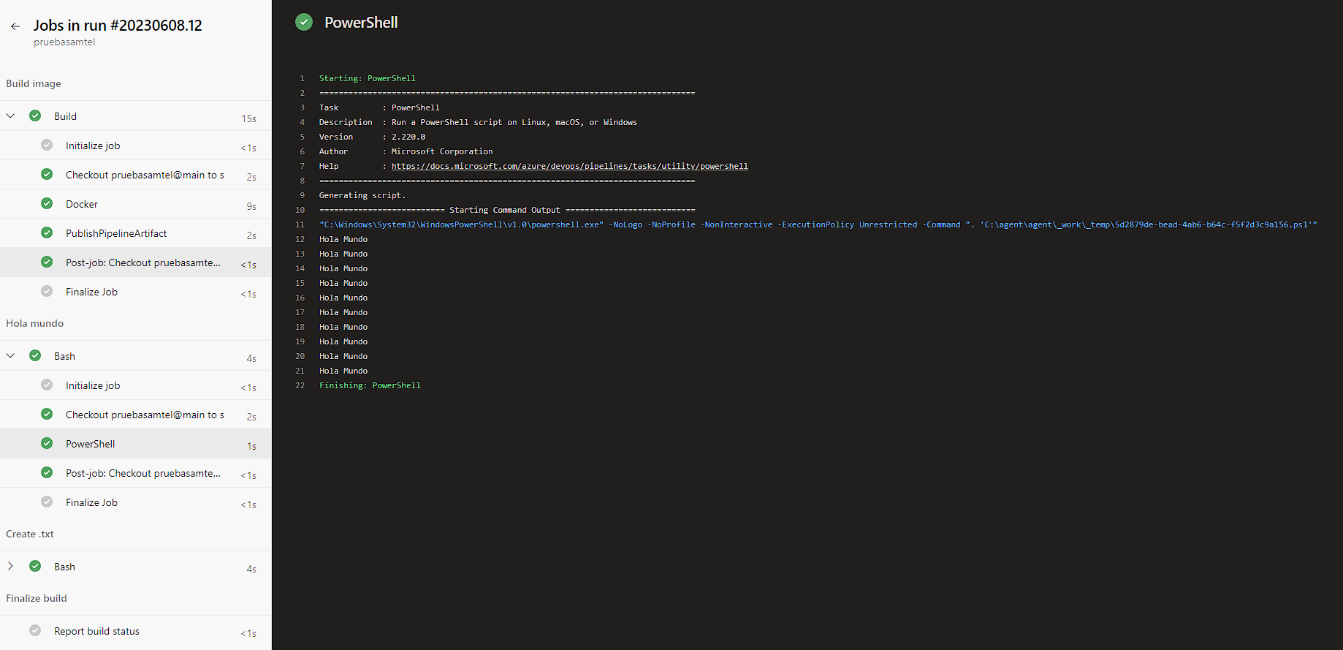 Jobs in run #20230608.12
pruebasamtel
Build image
Build 15s
Initialize job <1s
Checkout pruebasamtel@main to s 2s
Docker 9s
PublishPipelineArtifact 2s
Post-job: Checkout pruebasamte... <1s
Finalize Job <1s
Hola mundo
Bash 4s
Initialize job <1s
Checkout pruebasamtel@main to s 2s
PowerShell 1s
Post-job: Checkout pruebasamte... <1s
Finalize Job <1s
Create .txt
Bash 4s
Finalize build
Report build status <1s
PowerShell
1 Starting: PowerShell
2 ==============================================================================
3 Task : PowerShell
4 Description : Run a PowerShell script on Linux, macOS, or Windows
5 Version : 2.220.0
6 Author : Microsoft Corporation
7 Help : https://docs.microsoft.com/azure/devops/pipelines/tasks/utility/powershell
8 ==============================================================================
9 Generating script.
10 ========================== Starting Command Output ===========================
11 "C:\Windows\System32\WindowsPowerShell\v1.0\powershell.exe" -NoLogo -NoProfile -NonInteractive -ExecutionPolicy Unrestricted -Command ". 'C:\agent\agent\_work\_temp\5d2879de-bead-4ab6-b64c-f5f2d3c9a156.ps1'"
12 Hola Mundo
13 Hola Mundo
14 Hola Mundo
15 Hola Mundo
16 Hola Mundo
17 Hola Mundo
18 Hola Mundo
19 Hola Mundo
20 Hola Mundo
21 Hola Mundo
22 Finishing: PowerShell